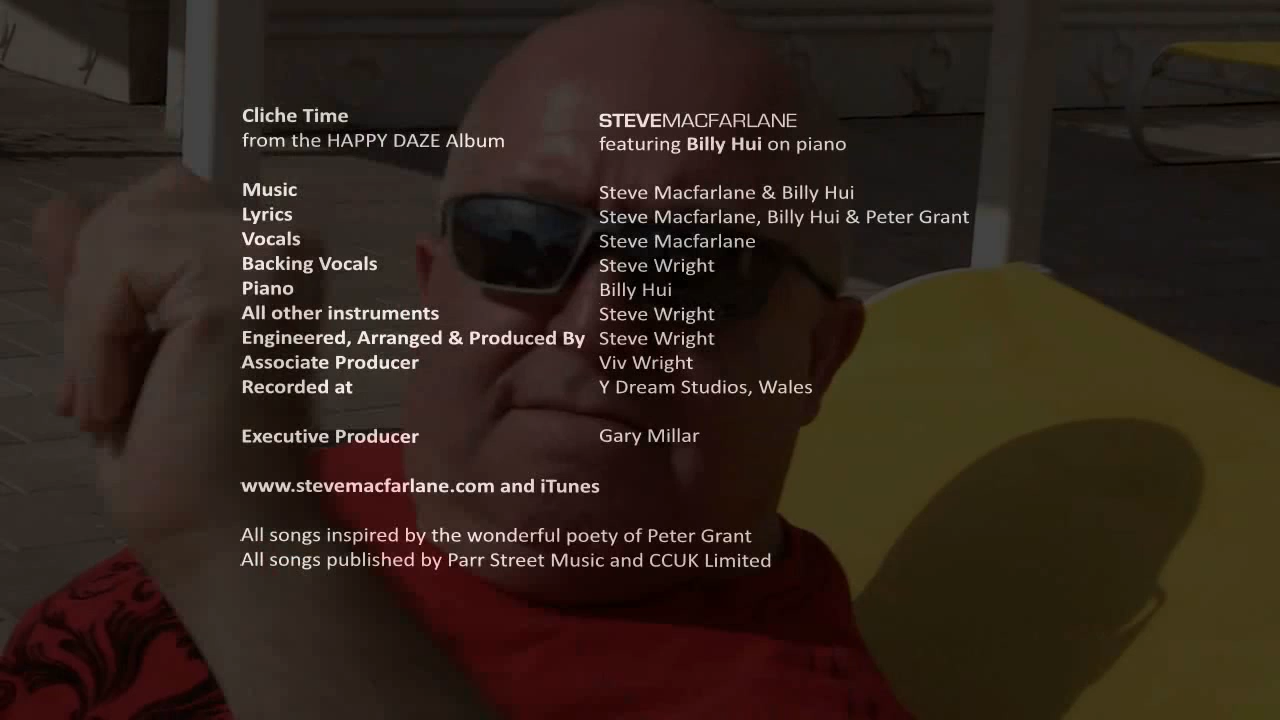 Cliche Time STEVEMACFARLANE
from the HAPPY DAZE Album featuring Billy Hui on piano
Music Steve Macfarlane & Billy Hui
Lyrics Steve Macfarlane, Billy Hui & Peter Grant
Vocals Steve Macfarlane
Backing Vocals Steve Wright
Piano Billy Hui
All other instruments Steve Wright
Engineered, Arranged & Produced By Steve Wright
Associate Producer Viv Wright
Recorded at Y Dream Studios, Wales
Executive Producer Gary Millar
www.stevemacfarlane.com and iTunes
All songs inspired by the wonderful poety of Peter Grant
All songs published by Parr Street Music and CCUK Limited